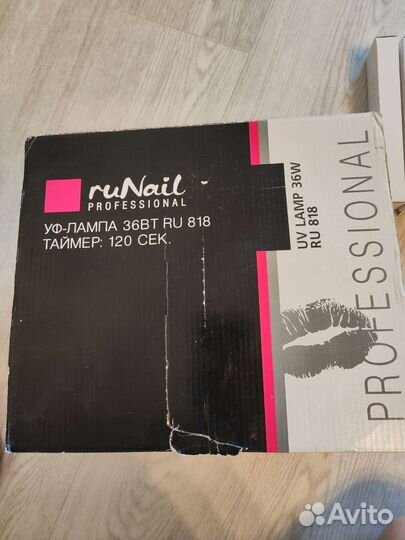 ruNail
PROFESSIONAL
УФ-ЛАМПА 36ВТ RU 818
ТАЙМЕР: 120 СЕК.
UV LAMP 36W
RU 818
PROFESSIONAL
Avito